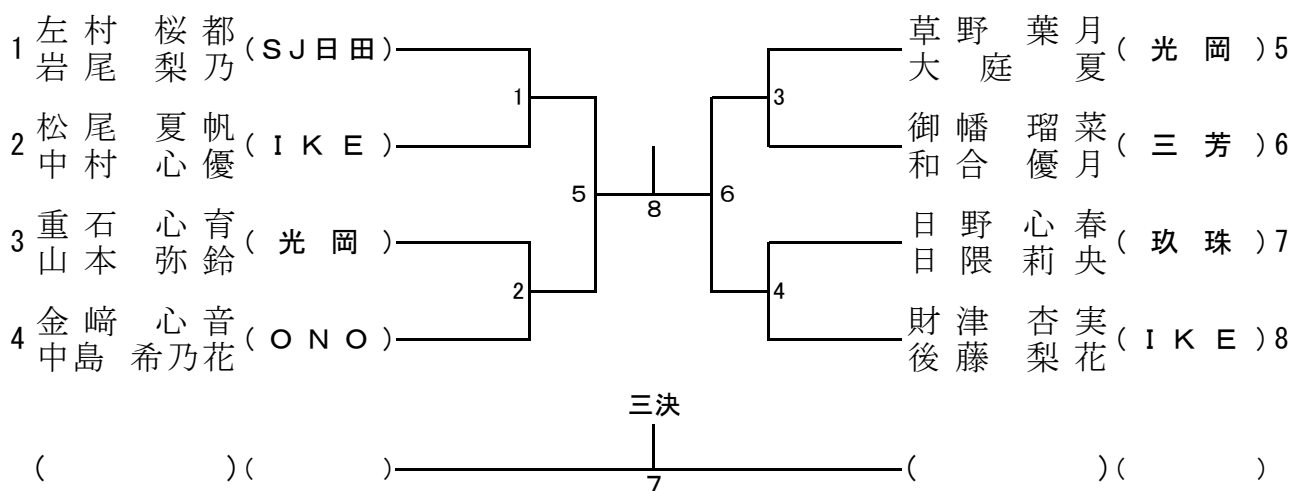 1 左村 桜都 (SJ日田) 草野 葉月 (光岡) 5
岩尾 梨乃 大庭 夏
1 3
2 松尾 夏帆 (IKE) 御幡 瑠菜 (三芳) 6
中村 心優 和合 優月
5 8 6
3 重石 心育 (光岡) 日野 心春 (玖珠) 7
山本 弥鈴 日隈 莉央
2 4
4 金﨑 心音 (ONO) 財津 杏実 (IKE) 8
中島 希乃花 後藤 梨花
三決
( ) ( ) ( ) ( )
7